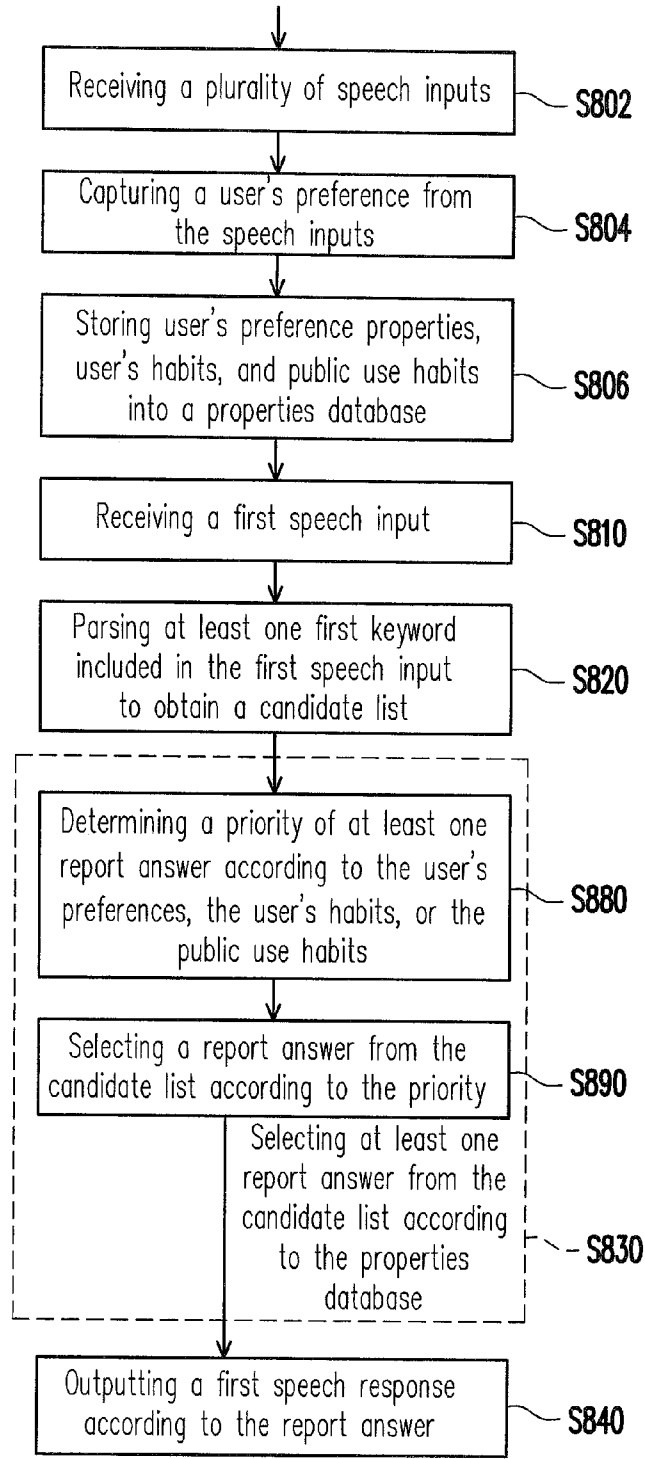 Receiving a plurality of speech inputs
S802
Capturing a user's preference from
the speech inputs
S804
Storing user's preference properties,
user's habits, and public use habits
into a properties database
S806
Receiving a first speech input
S810
Parsing at least one first keyword
included in the first speech input
to obtain a candidate list
S820
Determining a priority of at least one
report answer according to the user's
preferences, the user's habits, or the
public use habits
S880
Selecting a report answer from the
candidate list according to the priority
S890
Selecting at least one
report answer from the
candidate list according
to the properties
database
S830
Outputting a first speech response
according to the report answer
S840